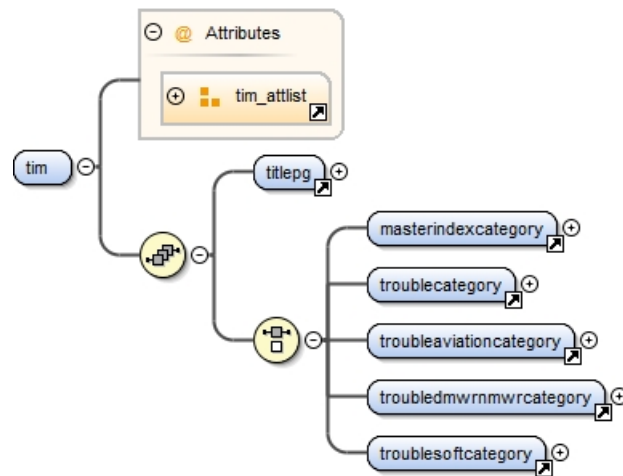 @ Attributes
tim_attlist
tim
titlepg
masterindexcategory
troublecategory
troubleaviationcategory
troubledmwrnmwrcategory
troublesoftcategory